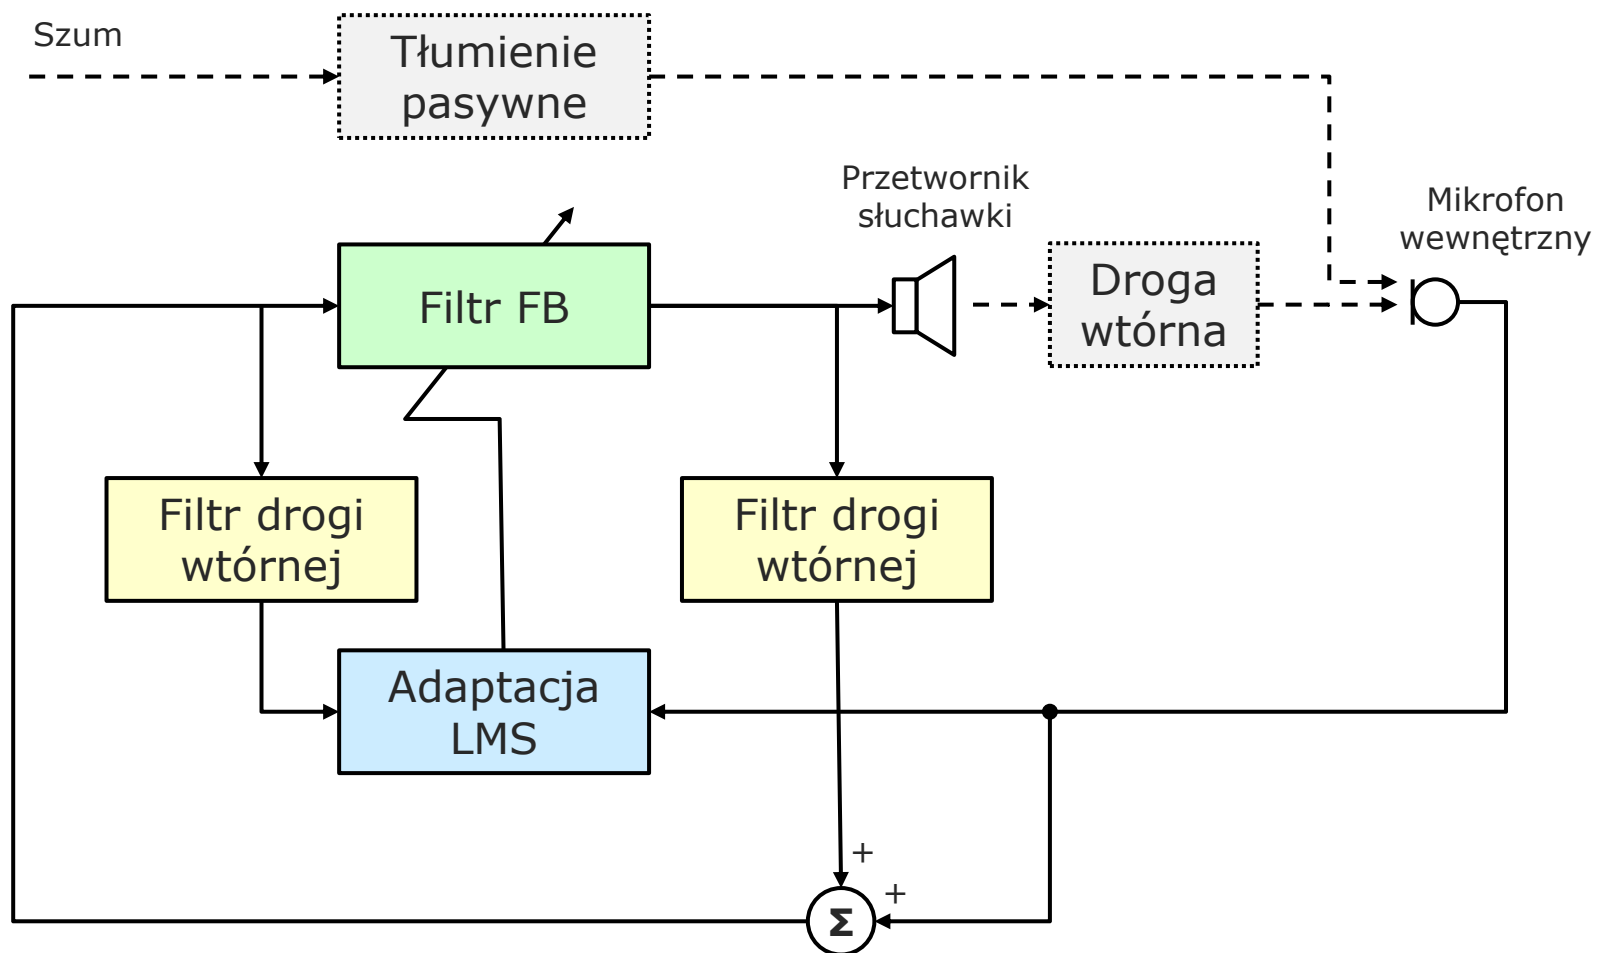 Szum
Tłumienie
pasywne
Przetwornik
słuchawki
Mikrofon
wewnętrzny
Filtr FB
Droga
wtórna
Filtr drogi
wtórnej
Filtr drogi
wtórnej
Adaptacja
LMS
+
+
Σ